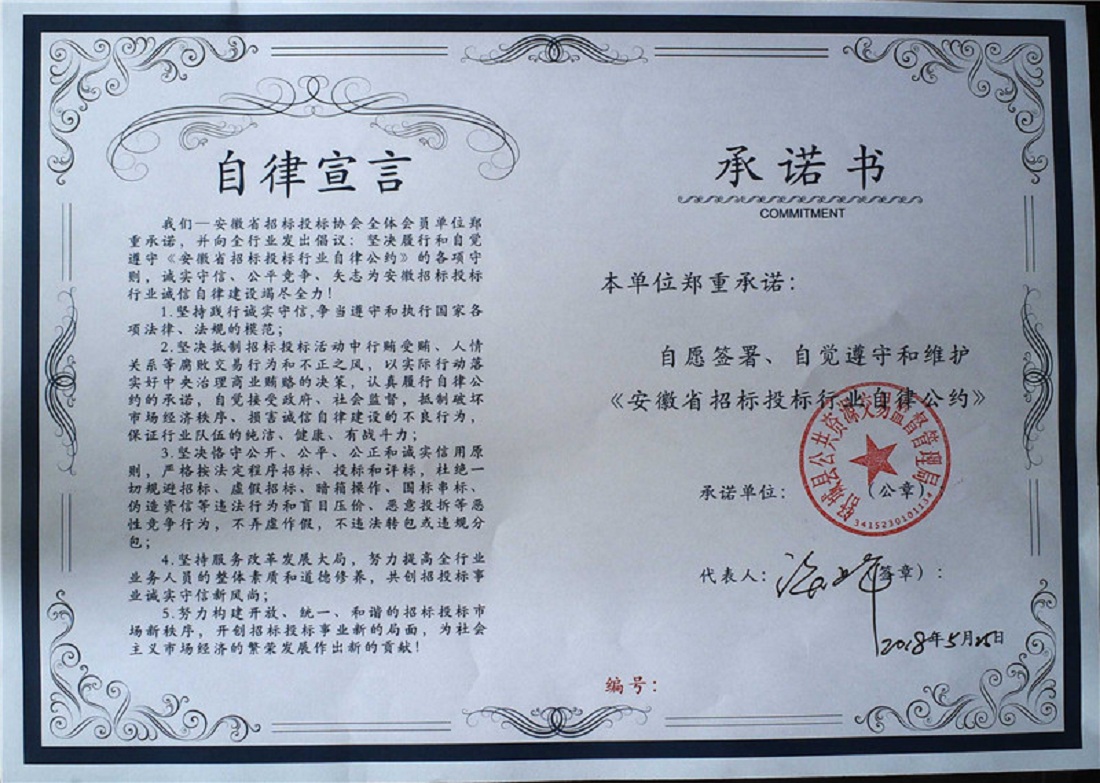 自律宣言
我们—安徽省招标投标协会全体会员单位郑
重承诺，并向全行业发出倡议：坚决履行和自觉
遵守《安徽省招标投标行业自律公约》的各项守
则，诚实守信、公平竞争、矢志为安徽招标投标
行业诚信自律建设竭尽全力！
1.坚持践行诚实守信,争当遵守和执行国家各
项法律、法规的模范；
2.坚决抵制招标投标活动中行贿受贿、人情
关系等腐败交易行为和不正之风，以实际行动落
实好中央治理商业贿赂的决策，认真履行自律公
约的承诺，自觉接受政府、社会监督，抵制破坏
市场经济秩序、损害诚信自律建设的不良行为，
保证行业队伍的纯洁、健康、有战斗力；
3.坚决恪守公开、公平、公正和诚实信用原
则，严格按法定程序招标、投标和评标，杜绝一
切规避招标、虚假招标、暗箱操作、围标串标、
伪造资信等违法行为和盲目压价、恶意投拆等恶
性竞争行为，不弄虚作假，不违法转包或违规分
包；
4.坚持服务改革发展大局，努力提高全行业
业务人员的整体素质和道德修养，共创招投标事
业诚实守信新风尚；
5.努力构建开放、统一、和谐的招标投标市
场新秩序，开创招标投标事业新的局面，为社会
主义市场经济的繁荣发展作出新的贡献！
承诺书
COMMITMENT
本单位郑重承诺：
自愿签署、自觉遵守和维护
《安徽省招标投标行业自律公约》
舒城县公共资源交易监督管理局
承诺单位：（公章）
3415230101134
代表人：（签章）：
2018年5月25日
编号：